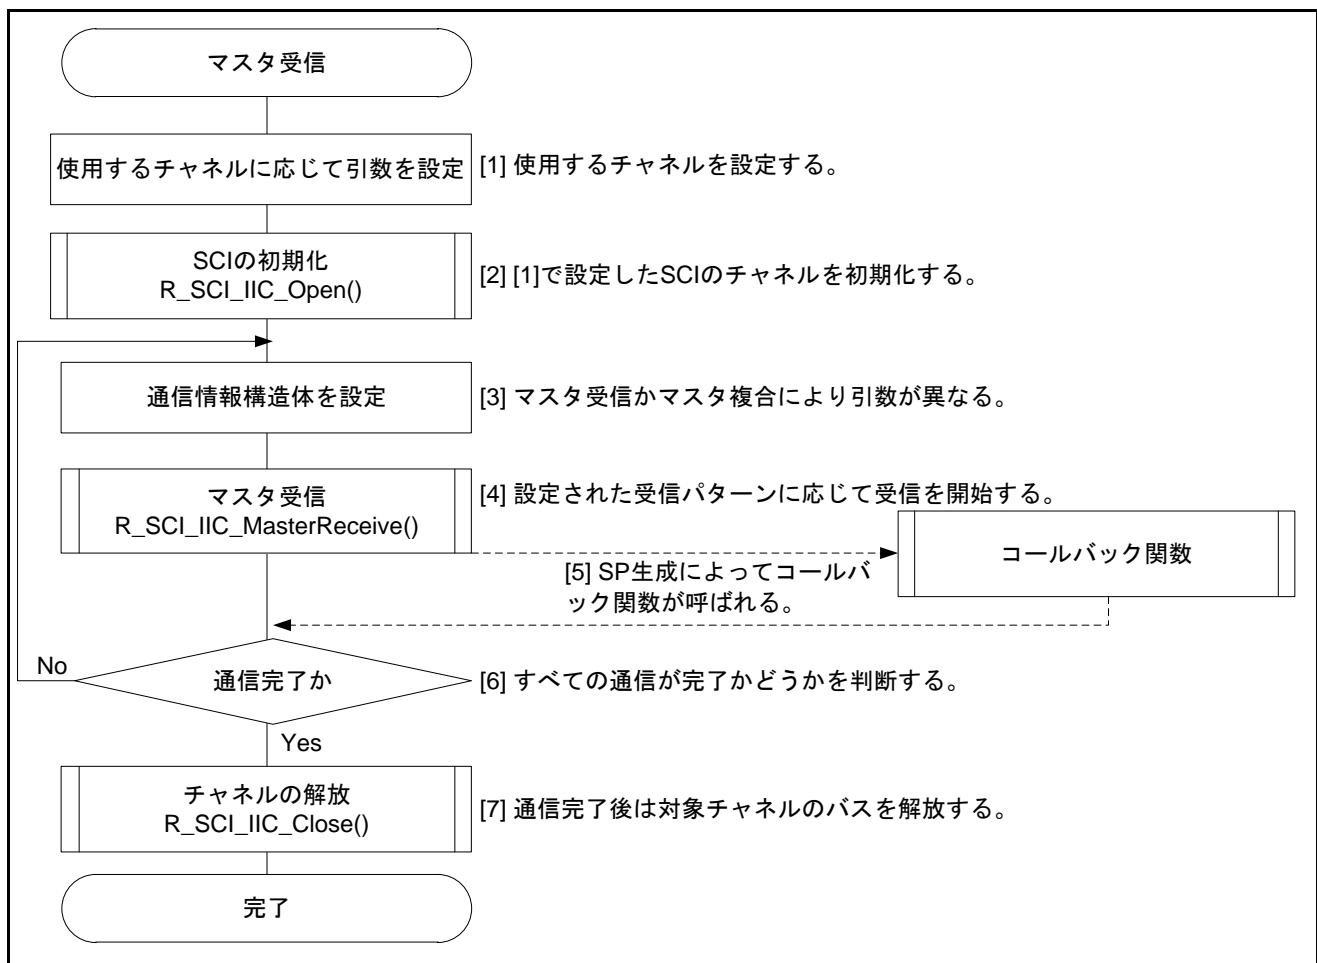 マスタ受信
使用するチャネルに応じて引数を設定
[1] 使用するチャネルを設定する。
SCIの初期化
R_SCI_IIC_Open()
[2] [1]で設定したSCIのチャネルを初期化する。
通信情報構造体を設定
[3] マスタ受信かマスタ複合により引数が異なる。
マスタ受信
R_SCI_IIC_MasterReceive()
[4] 設定された受信パターンに応じて受信を開始する。
コールバック関数
[5] SP生成によってコールバ
ック関数が呼ばれる。
No
通信完了か
[6] すべての通信が完了かどうかを判断する。
Yes
チャネルの解放
R_SCI_IIC_Close()
[7] 通信完了後は対象チャネルのバスを解放する。
完了